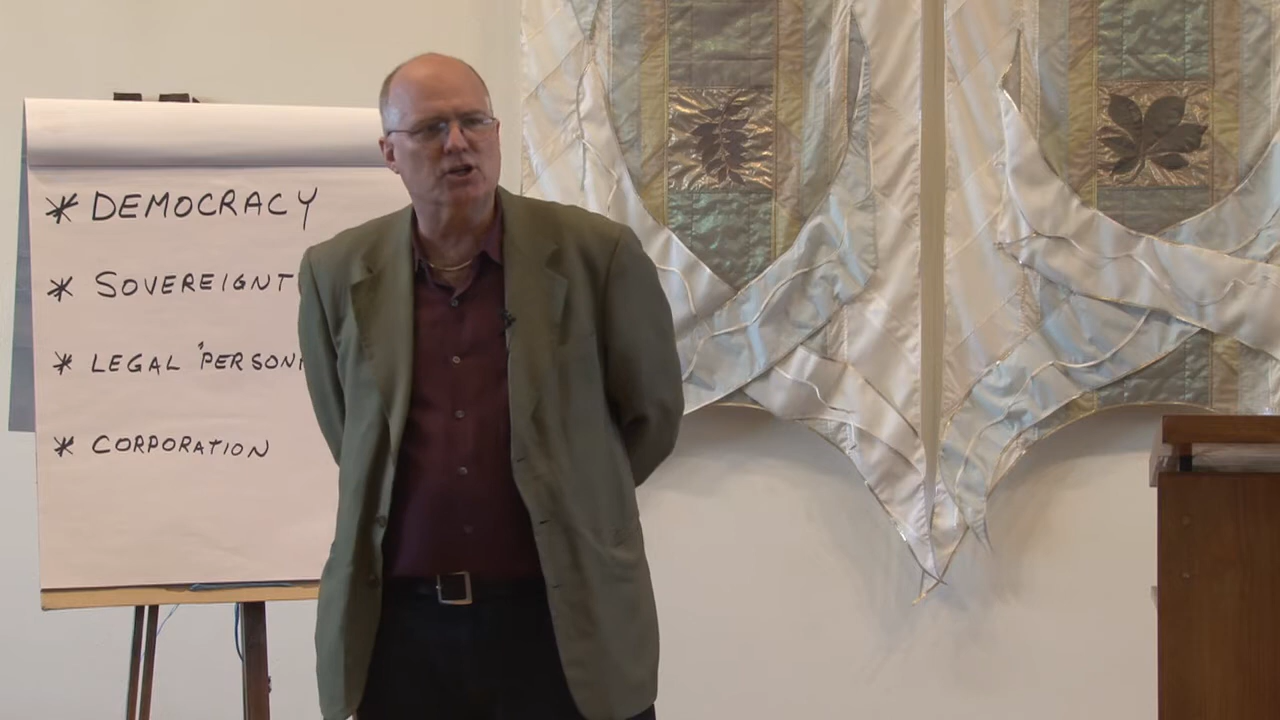 * DEMOCRACY
* SOVEREIGNT
* LEGAL 'PERSON
* CORPORATION